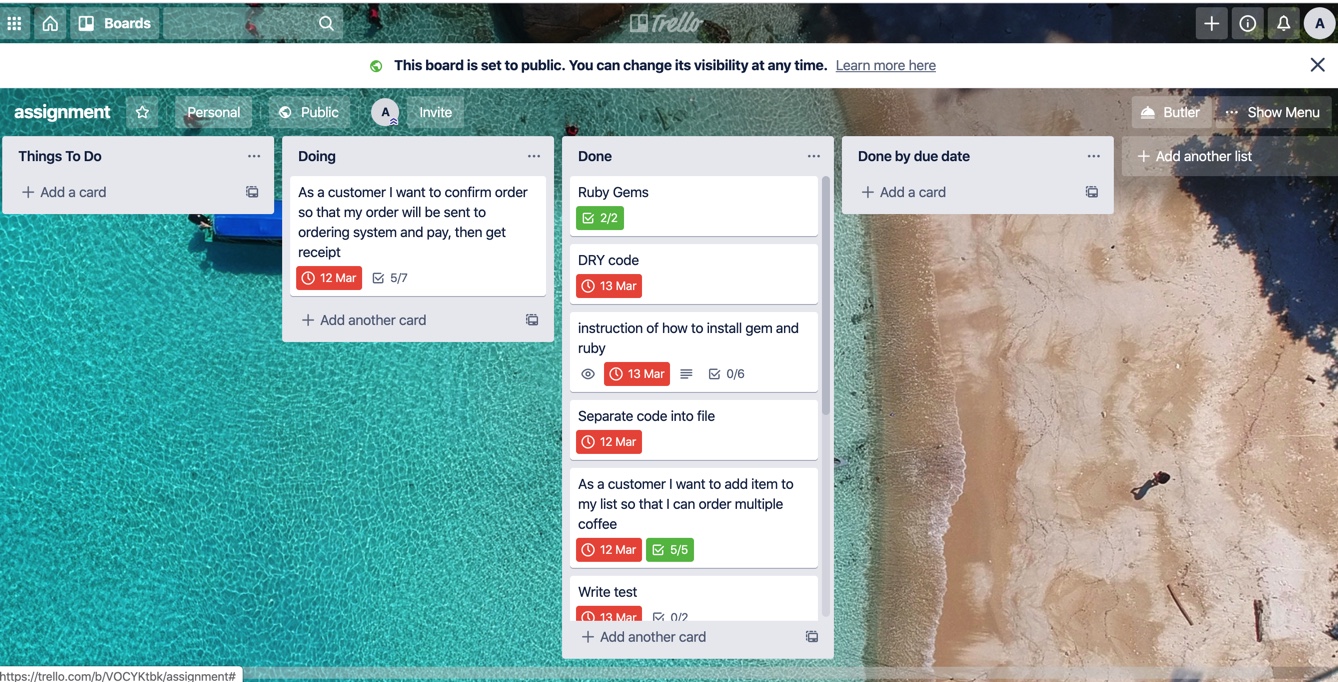 Boards
Trello
A
This board is set to public. You can change its visibility at any time. Learn more here
assignment
Personal
Public
A
Invite
Butler
Show Menu
Things To Do
Add a card
Doing
As a customer I want to confirm order
so that my order will be sent to
ordering system and pay, then get
receipt
12 Mar
5/7
Add another card
Done
Ruby Gems
2/2
DRY code
13 Mar
instruction of how to install gem and
ruby
13 Mar
0/6
Separate code into file
12 Mar
As a customer I want to add item to
my list so that I can order multiple
coffee
12 Mar
5/5
Write test
13 Mar
0/2
Add another card
Done by due date
Add a card
Add another list
https://trello.com/b/VOCYKtbk/assignment#